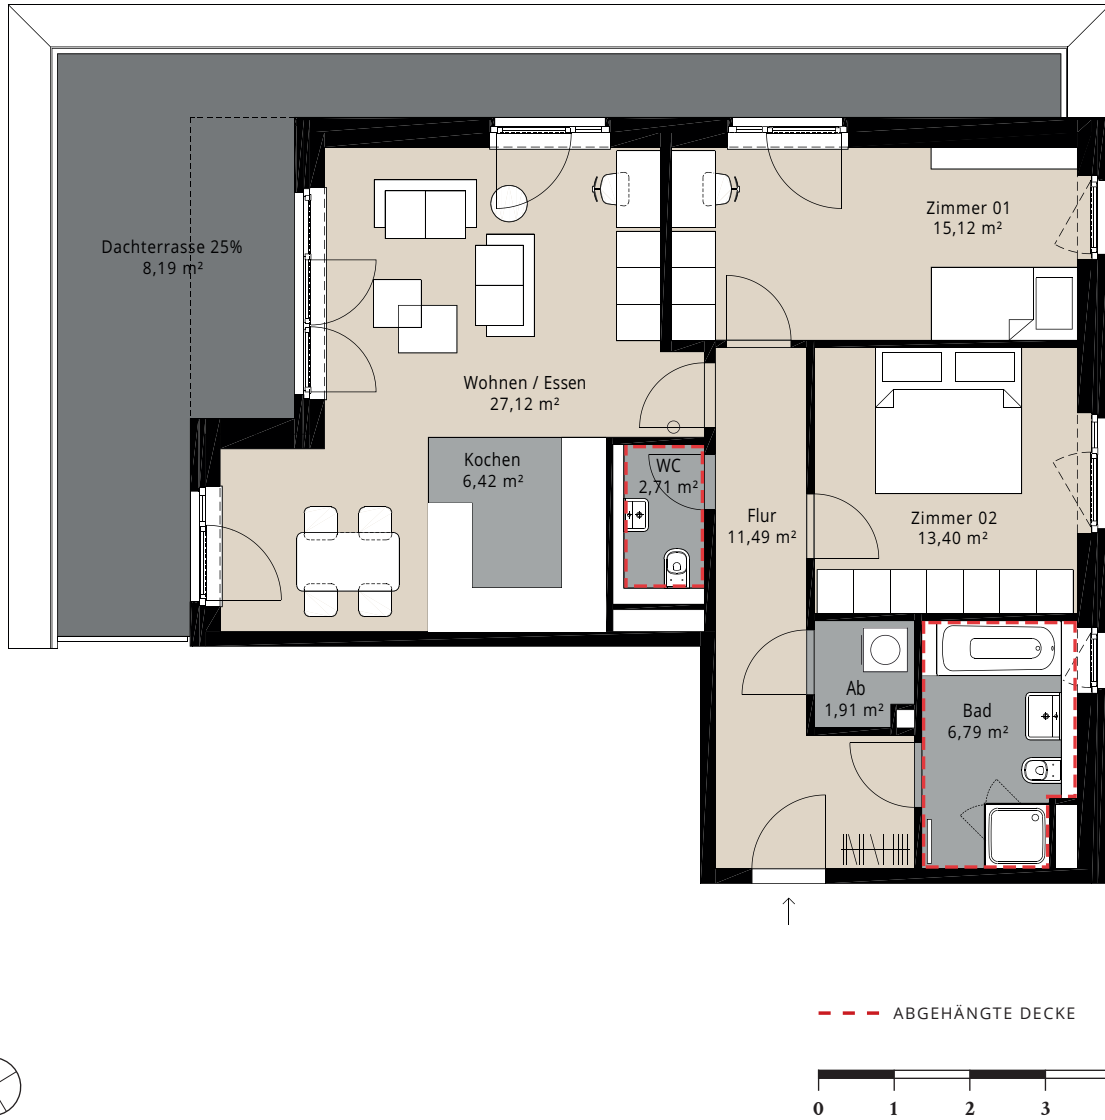 Zimmer 01
15,12 m²
Dachterrasse 25%
8,19 m²
Wohnen / Essen
27,12 m²
Kochen
6,42 m²
WC
2,71 m²
Flur
11,49 m²
Zimmer 02
13,40 m²
Ab
1,91 m²
Bad
6,79 m²
ABGEHÄNGTE DECKE
0 1 2 3